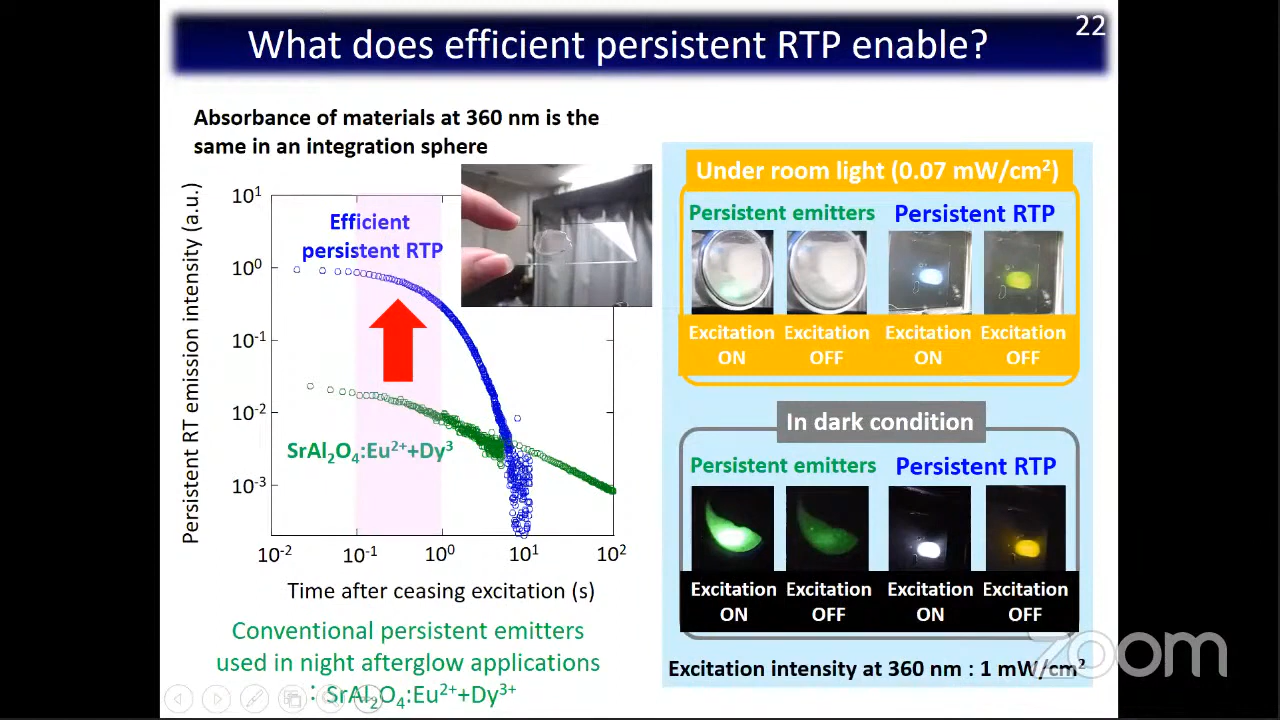 What does efficient persistent RTP enable?
22
Absorbance of materials at 360 nm is the
same in an integration sphere
Persistent RT emission intensity (a.u.)
10¹
10⁰
10⁻¹
10⁻²
10⁻³
Efficient
persistent RTP
SrAl₂O₄:Eu²⁺+Dy³
10⁻²
10⁻¹
10⁰
10¹
10²
Time after ceasing excitation (s)
Conventional persistent emitters
used in night afterglow applications
: SrAl₂O₄:Eu²⁺+Dy³⁺
Under room light (0.07 mW/cm²)
Persistent emitters Persistent RTP
Excitation Excitation Excitation Excitation
ON OFF ON OFF
In dark condition
Persistent emitters Persistent RTP
Excitation Excitation Excitation Excitation
ON OFF ON OFF
Excitation intensity at 360 nm : 1 mW/cm²
zoom